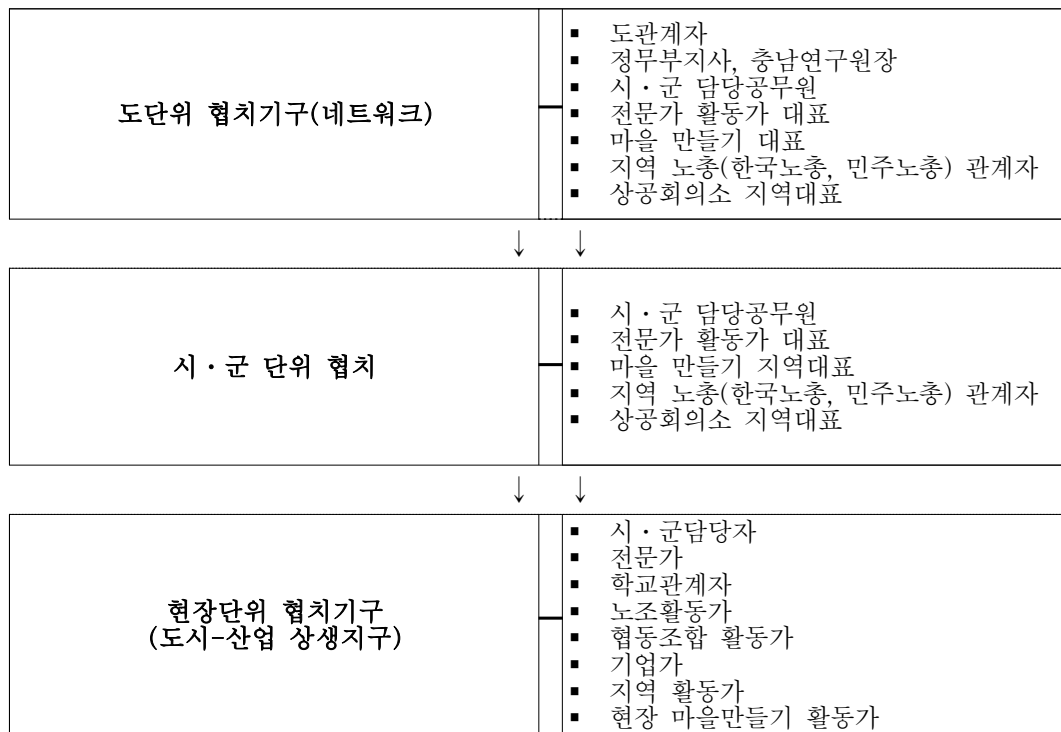 도단위 협치기구(네트워크)
▪ 도관계자
▪ 정무부지사, 충남연구원장
▪ 시・군 담당공무원
▪ 전문가 활동가 대표
▪ 마을 만들기 대표
▪ 지역 노총(한국노총, 민주노총) 관계자
▪ 상공회의소 지역대표
↓ ↓
시・군 단위 협치
▪ 시・군 담당공무원
▪ 전문가 활동가 대표
▪ 마을 만들기 지역대표
▪ 지역 노총(한국노총, 민주노총) 관계자
▪ 상공회의소 지역대표
↓ ↓
현장단위 협치기구
(도시-산업 상생지구)
▪ 시・군담당자
▪ 전문가
▪ 학교관계자
▪ 노조활동가
▪ 협동조합 활동가
▪ 기업가
▪ 지역 활동가
▪ 현장 마을만들기 활동가